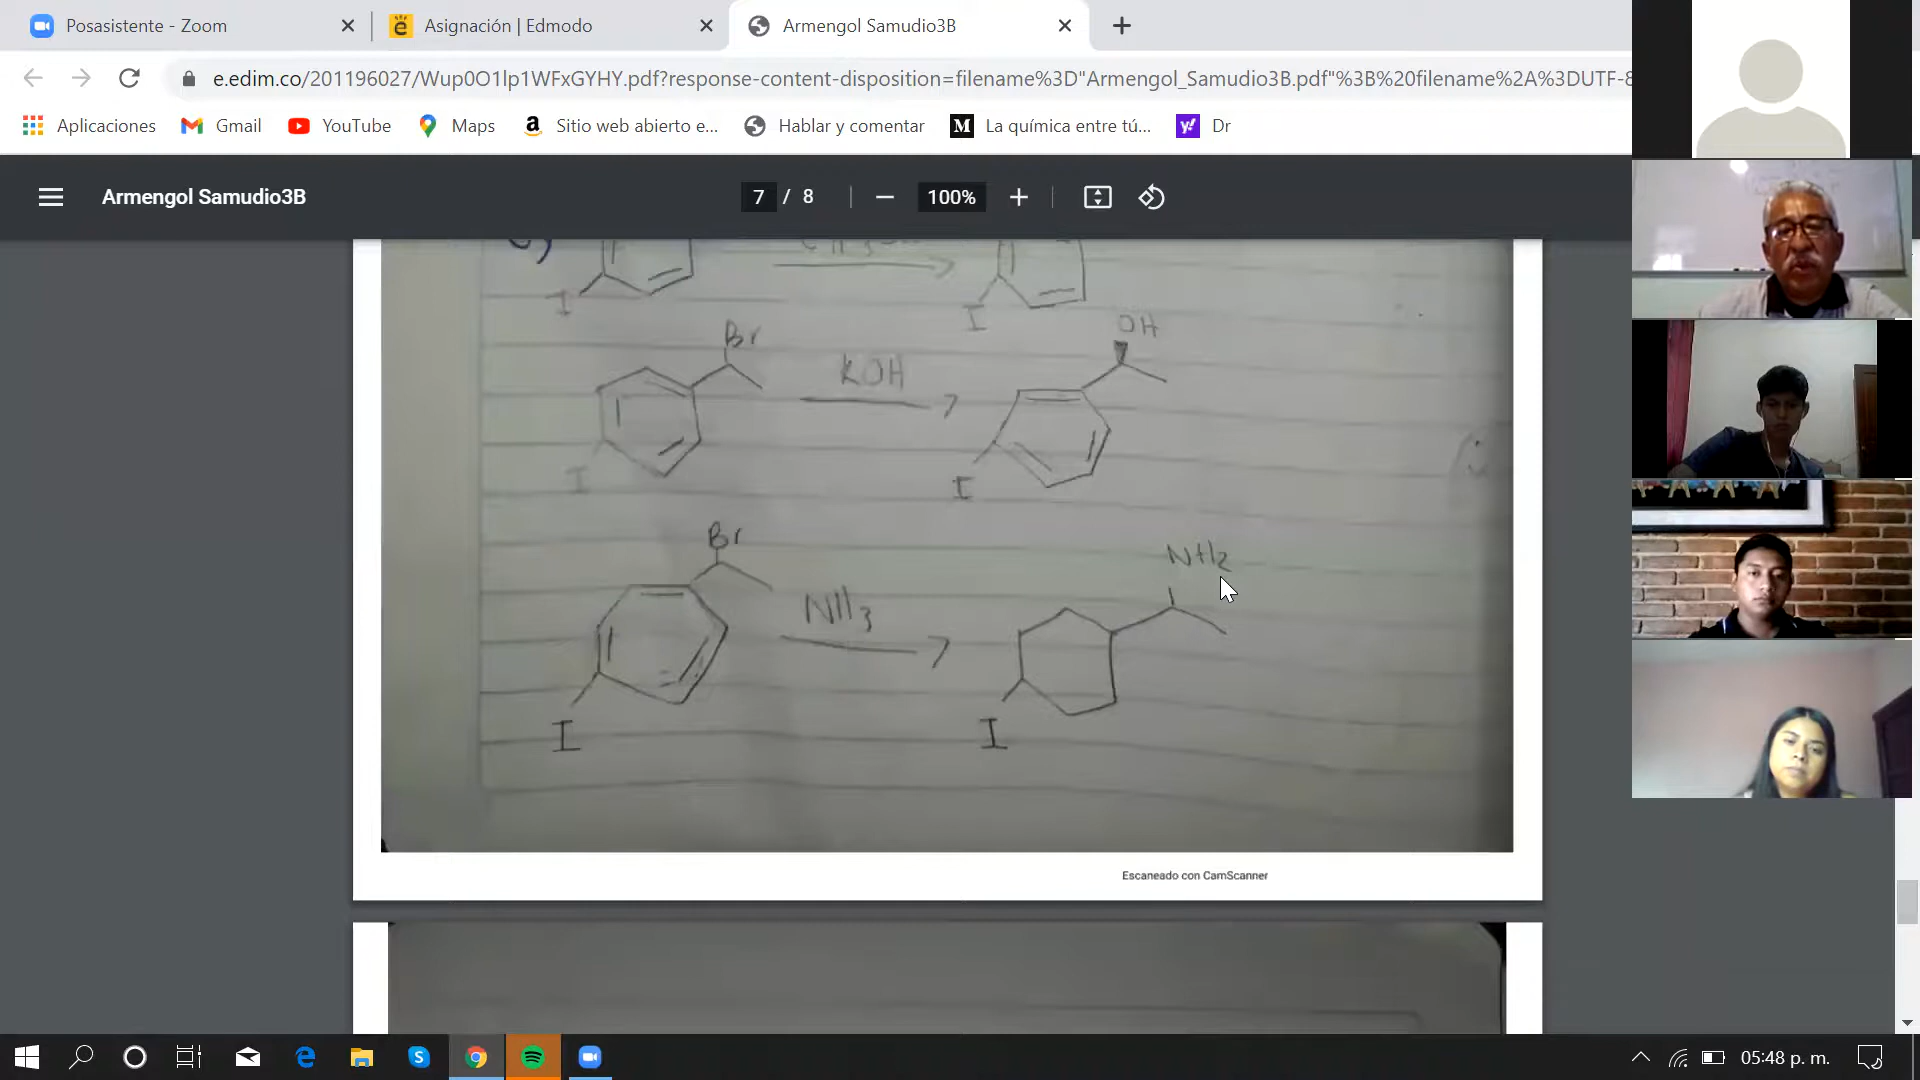 Posasistente - Zoom
Asignación | Edmodo
Armengol Samudio3B
e.edim.co/201196027/Wup0O1lp1WFxGYHY.pdf?response-content-disposition=filename%3D"Armengol_Samudio3B.pdf"%3B%20filename%2A%3DUTF-8
Aplicaciones
Gmail
YouTube
Maps
Sitio web abierto e...
Hablar y comentar
La química entre tú...
Dr
Armengol Samudio3B
7 / 8
100%
I
I
Br
KOH
OH
I
I
Br
NH3
NH2
I
I
Escaneado con CamScanner
05:48 p. m.